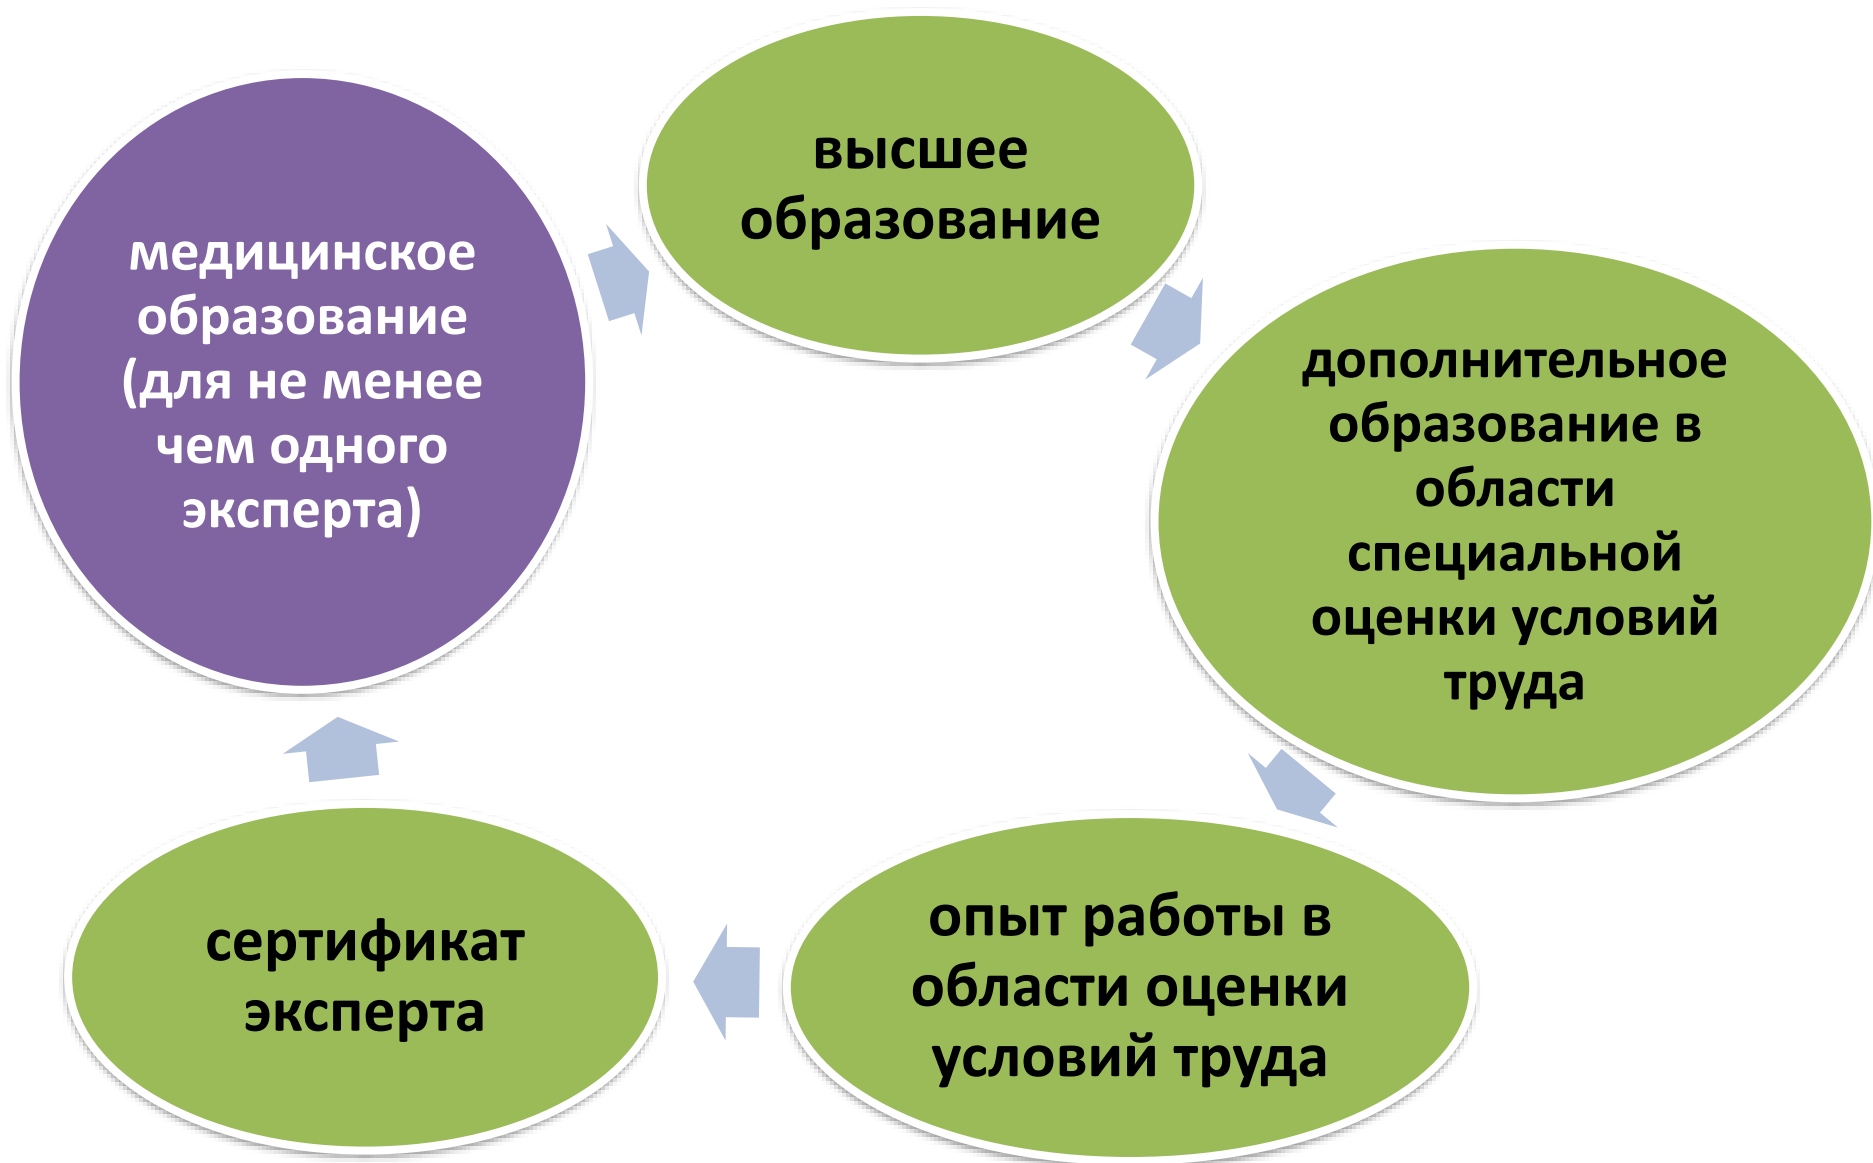 высшее
образование
дополнительное
образование в
области
специальной
оценки условий
труда
опыт работы в
области оценки
условий труда
сертификат
эксперта
медицинское
образование
(для не менее
чем одного
эксперта)